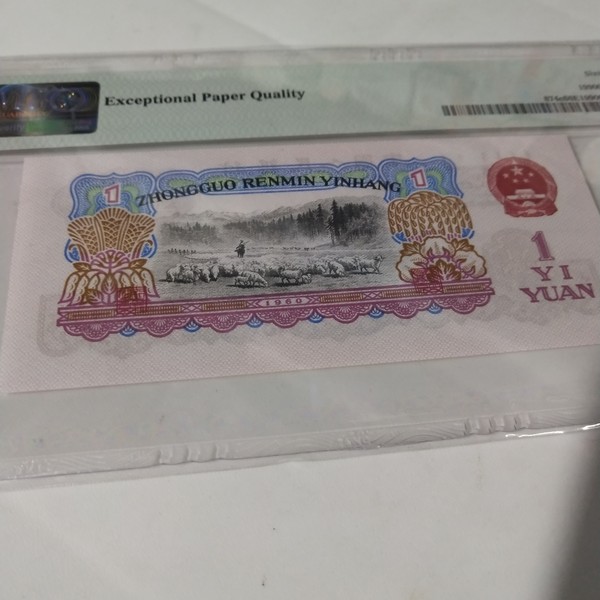 Exceptional Paper Quality
1
ZHONGGUO RENMIN YINHANG
1
1960
1
YI
YUAN